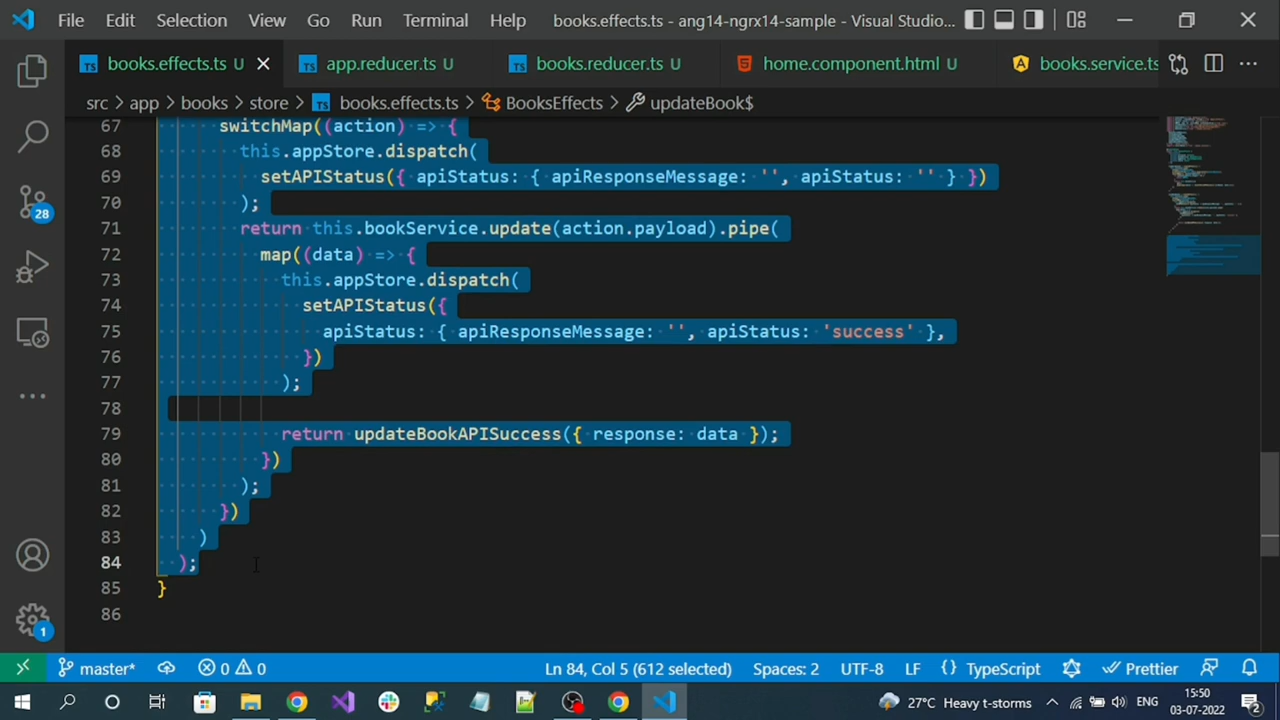 File Edit Selection View Go Run Terminal Help books.effects.ts - ang14-ngrx14-sample - Visual Studio...
books.effects.ts U app.reducer.ts U books.reducer.ts U home.component.html U books.service.ts
src > app > books > store > books.effects.ts > BooksEffects > updateBook$
67 switchMap((action) => {
68 this.appStore.dispatch(
69 setAPIStatus({ apiStatus: { apiResponseMessage: '', apiStatus: '' } })
70 );
71 return this.bookService.update(action.payload).pipe(
72 map((data) => {
73 this.appStore.dispatch(
74 setAPIStatus({
75 apiStatus: { apiResponseMessage: '', apiStatus: 'success' },
76 })
77 );
78
79 return updateBookAPISuccess({ response: data });
80 })
81 );
82 })
83 )
84 );
85 }
86
28
1
master* 0 0 Ln 84, Col 5 (612 selected) Spaces: 2 UTF-8 LF {} TypeScript Prettier
27°C Heavy t-storms ENG 15:50
03-07-2022 2